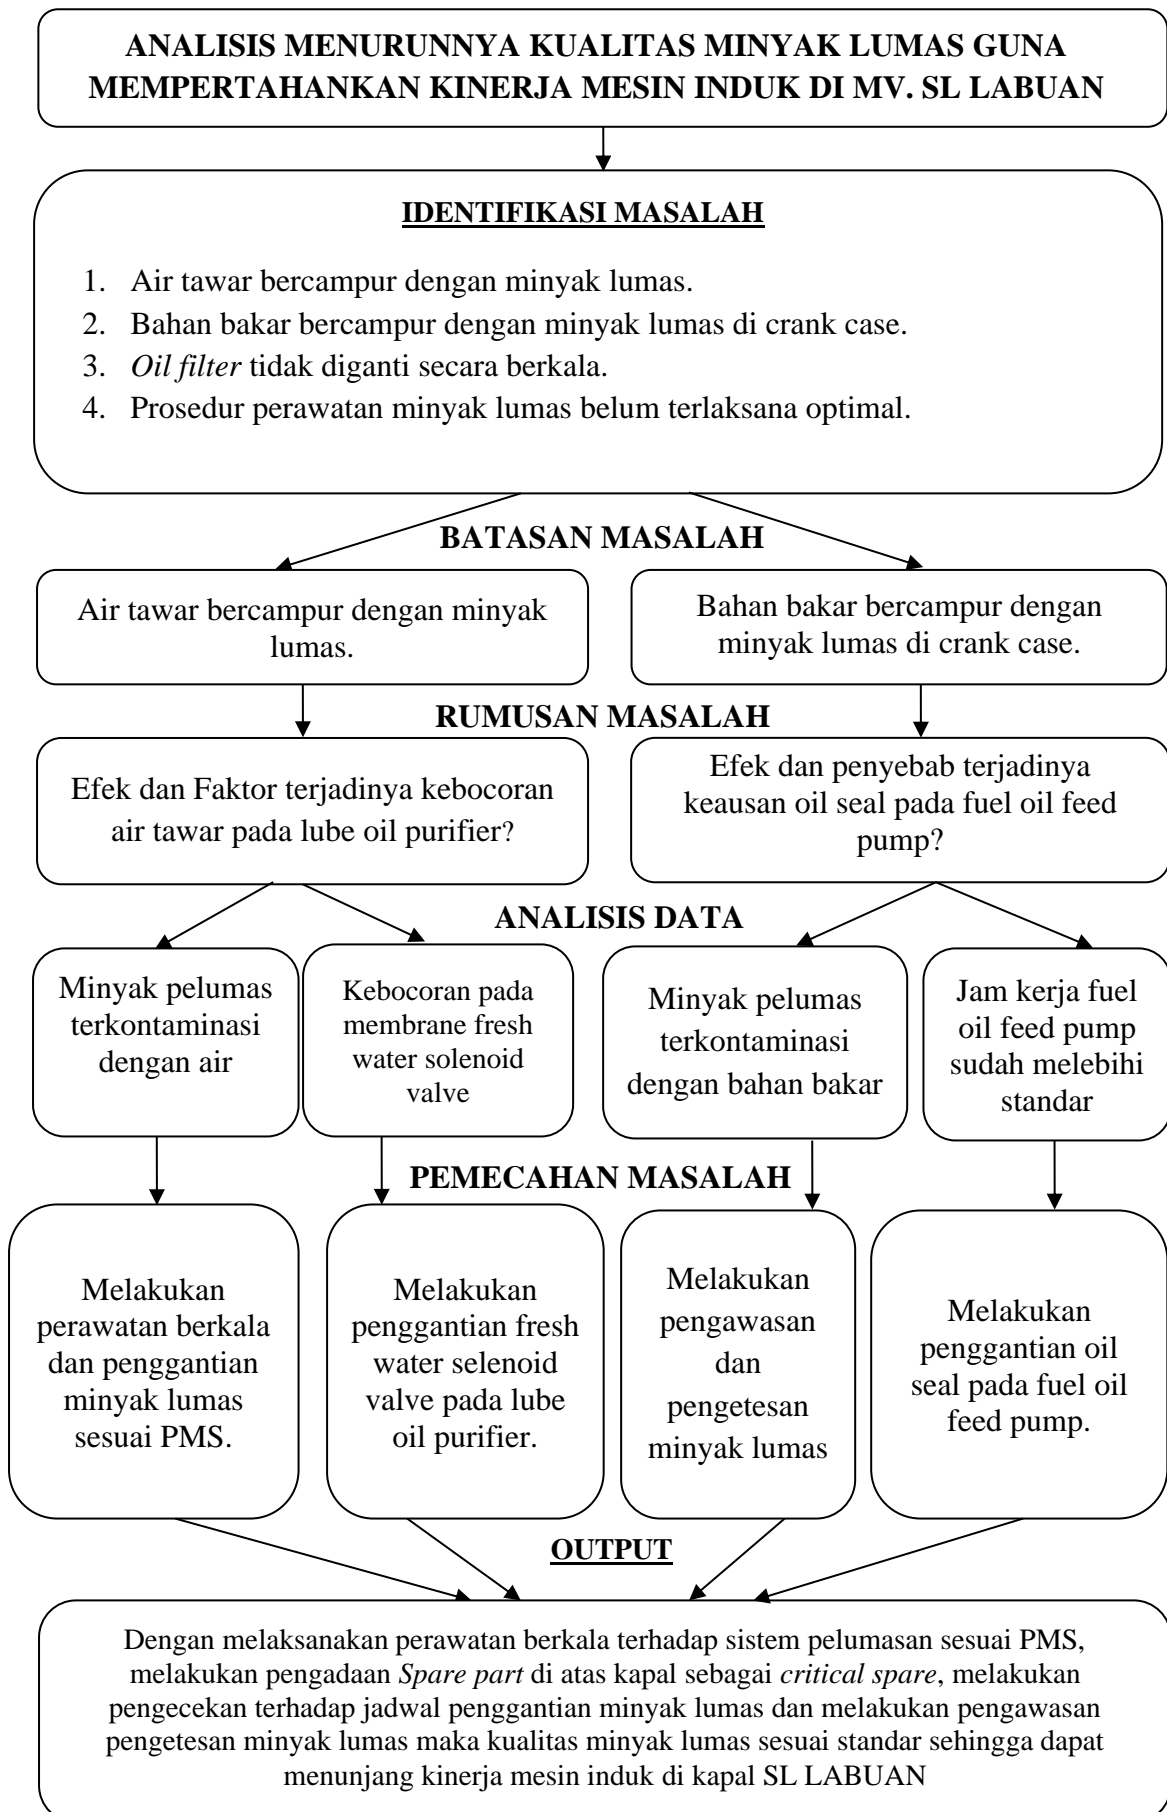 ANALISIS MENURUNNYA KUALITAS MINYAK LUMAS GUNA
MEMPERTAHANKAN KINERJA MESIN INDUK DI MV. SL LABUAN
IDENTIFIKASI MASALAH
1. Air tawar bercampur dengan minyak lumas.
2. Bahan bakar bercampur dengan minyak lumas di crank case.
3. Oil filter tidak diganti secara berkala.
4. Prosedur perawatan minyak lumas belum terlaksana optimal.
BATASAN MASALAH
Air tawar bercampur dengan minyak
lumas.
Bahan bakar bercampur dengan
minyak lumas di crank case.
RUMUSAN MASALAH
Efek dan Faktor terjadinya kebocoran
air tawar pada lube oil purifier?
Efek dan penyebab terjadinya
keausan oil seal pada fuel oil feed
pump?
ANALISIS DATA
Minyak pelumas
terkontaminasi
dengan air
Kebocoran pada
membrane fresh
water solenoid
valve
Minyak pelumas
terkontaminasi
dengan bahan bakar
Jam kerja fuel
oil feed pump
sudah melebihi
standar
PEMECAHAN MASALAH
Melakukan
perawatan berkala
dan penggantian
minyak lumas
sesuai PMS.
Melakukan
penggantian fresh
water selenoid
valve pada lube
oil purifier.
Melakukan
pengawasan
dan
pengetesan
minyak lumas
Melakukan
penggantian oil
seal pada fuel oil
feed pump.
OUTPUT
Dengan melaksanakan perawatan berkala terhadap sistem pelumasan sesuai PMS,
melakukan pengadaan Spare part di atas kapal sebagai critical spare, melakukan
pengecekan terhadap jadwal penggantian minyak lumas dan melakukan pengawasan
pengetesan minyak lumas maka kualitas minyak lumas sesuai standar sehingga dapat
menunjang kinerja mesin induk di kapal SL LABUAN